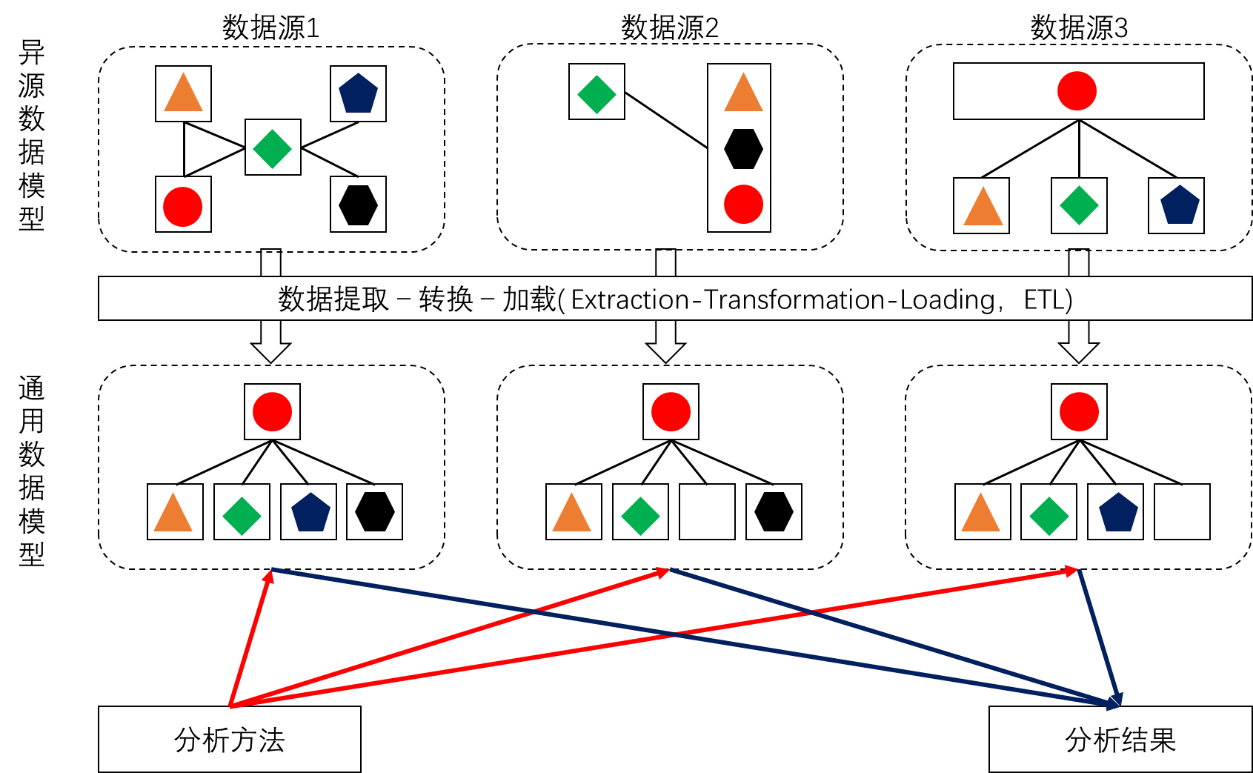 数据源1
数据源2
数据源3
异源数据模型
数据提取–转换–加载(Extraction-Transformation-Loading，ETL)
通用数据模型
分析方法
分析结果